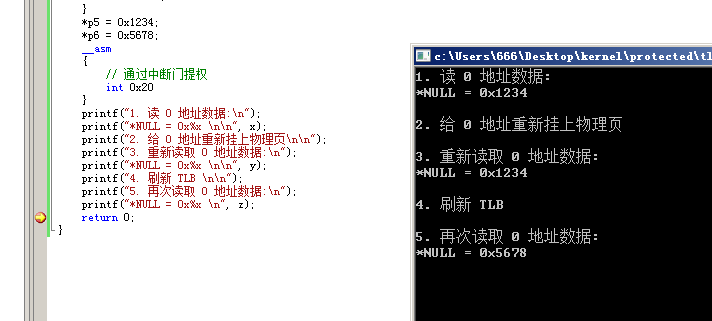 }
*p5 = 0x1234;
*p6 = 0x5678;
__asm
{
// 通过中断门提权
int 0x20
}
printf("1. 读 0 地址数据:\n");
printf("*NULL = 0x%x \n\n", x);
printf("2. 给 0 地址重新挂上物理页\n\n");
printf("3. 重新读取 0 地址数据:\n");
printf("*NULL = 0x%x \n\n", y);
printf("4. 刷新 TLB \n\n");
printf("5. 再次读取 0 地址数据:\n");
printf("*NULL = 0x%x \n", z);
return 0;
}
c:\Users\666\Desktop\kernel\protected\tl
1. 读 0 地址数据:
*NULL = 0x1234
2. 给 0 地址重新挂上物理页
3. 重新读取 0 地址数据:
*NULL = 0x1234
4. 刷新 TLB
5. 再次读取 0 地址数据:
*NULL = 0x5678